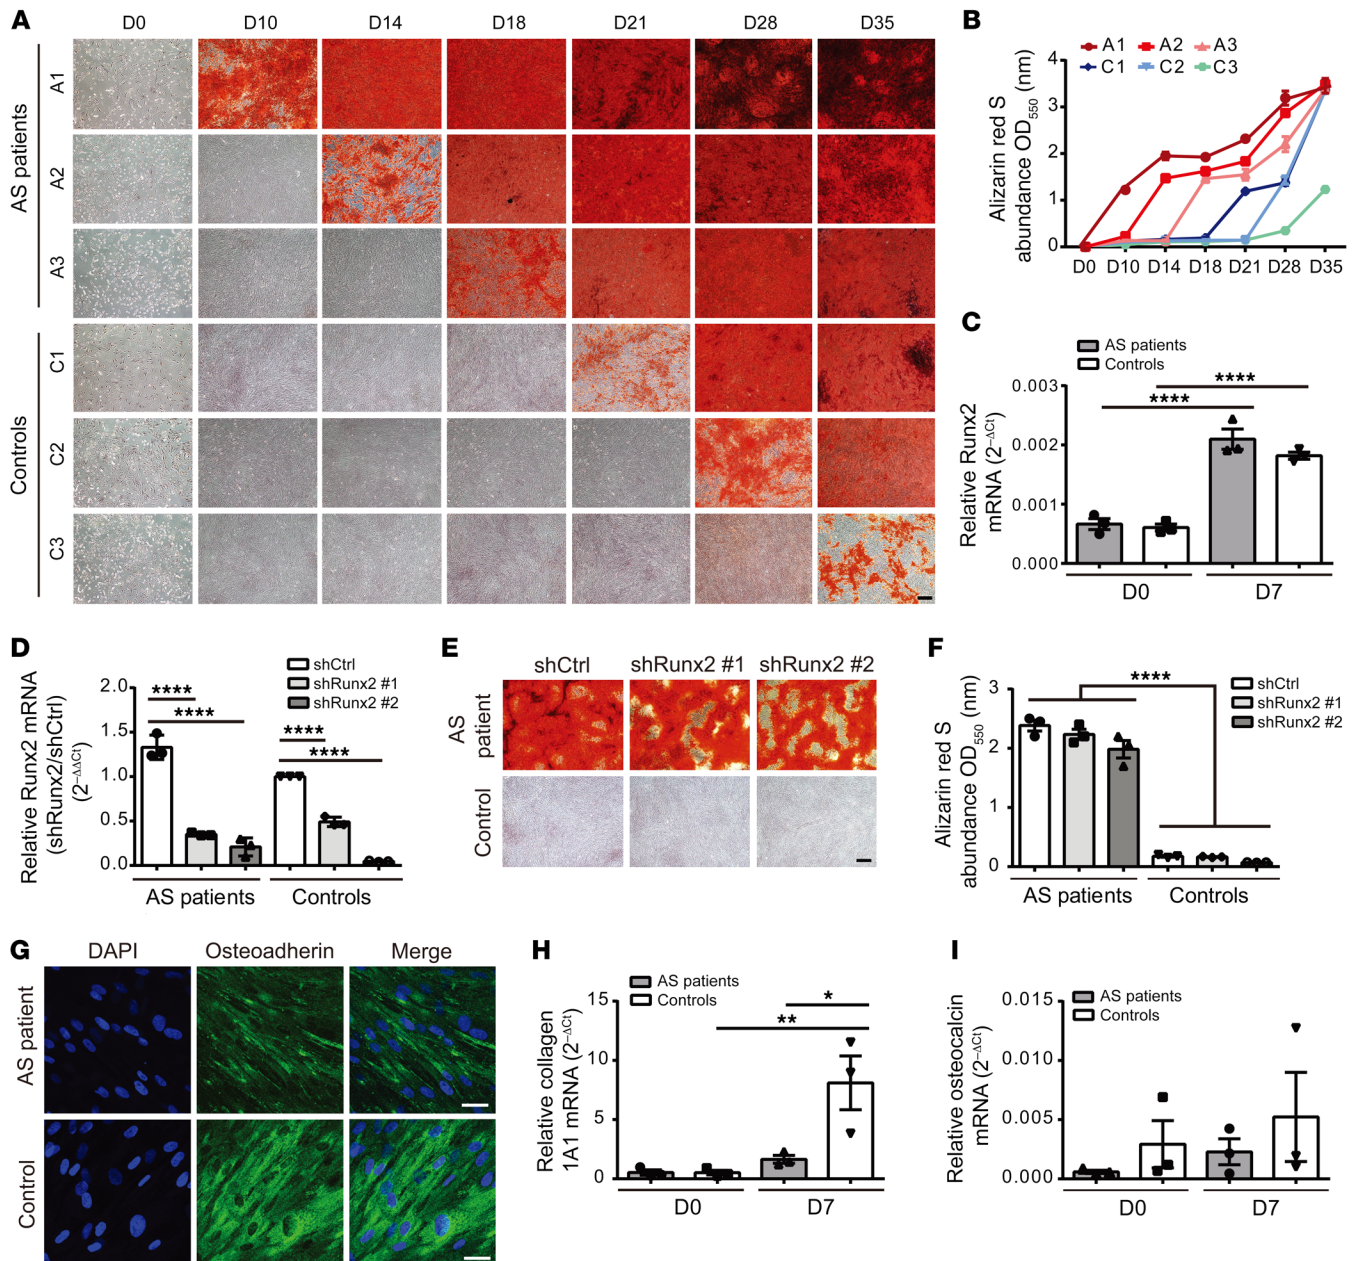 A
D0 D10 D14 D18 D21 D28 D35
AS patients
A1
A2
A3
Controls
C1
C2
C3
B
A1 A2 A3
C1 C2 C3
Alizarin red S
abundance OD550 (nm)
4
3
2
1
0
D0 D10 D14 D18 D21 D28 D35
C
AS patients
Controls
Relative Runx2
mRNA (2−ΔCt)
0.003
0.002
0.001
0.000
****
****
D0 D7
D
shCtrl
shRunx2 #1
shRunx2 #2
Relative Runx2 mRNA
(shRunx2/shCtrl)
(2−ΔΔCt)
2.0
1.5
1.0
0.5
0.0
****
****
****
****
AS patients Controls
E
shCtrl shRunx2 #1 shRunx2 #2
AS
patient
Control
F
shCtrl
shRunx2 #1
shRunx2 #2
Alizarin red S
abundance OD550 (nm)
3
2
1
0
****
AS patients Controls
G
DAPI Osteoadherin Merge
AS patient
Control
H
AS patients
Controls
Relative collagen
1A1 mRNA (2−ΔCt)
15
10
5
0
*
**
D0 D7
I
AS patients
Controls
Relative osteocalcin
mRNA (2−ΔCt)
0.015
0.010
0.005
0.000
D0 D7